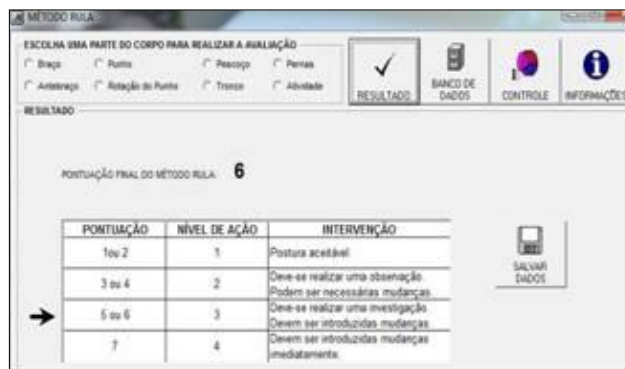 MÉTODO RULA
ESCOLHA UMA PARTE DO CORPO PARA REALIZAR A AVALIAÇÃO
Braço Punho Pescoço Pernas
Antebraço Rotação do Punho Tronco Atividade
RESULTADO
BANCO DE DADOS
CONTROLE
INFORMAÇÕES
RESULTADO
PONTUAÇÃO FINAL DO MÉTODO RULA: 6
PONTUAÇÃO NÍVEL DE AÇÃO INTERVENÇÃO
1ou 2 1 Postura aceitável
3 ou 4 2 Deve-se realizar uma observação.
Podem ser necessárias mudanças.
5 ou 6 3 Deve-se realizar uma investigação.
Devem ser introduzidas mudanças.
7 4 Devem ser introduzidas mudanças
imediatamente.
SALVAR
DADOS